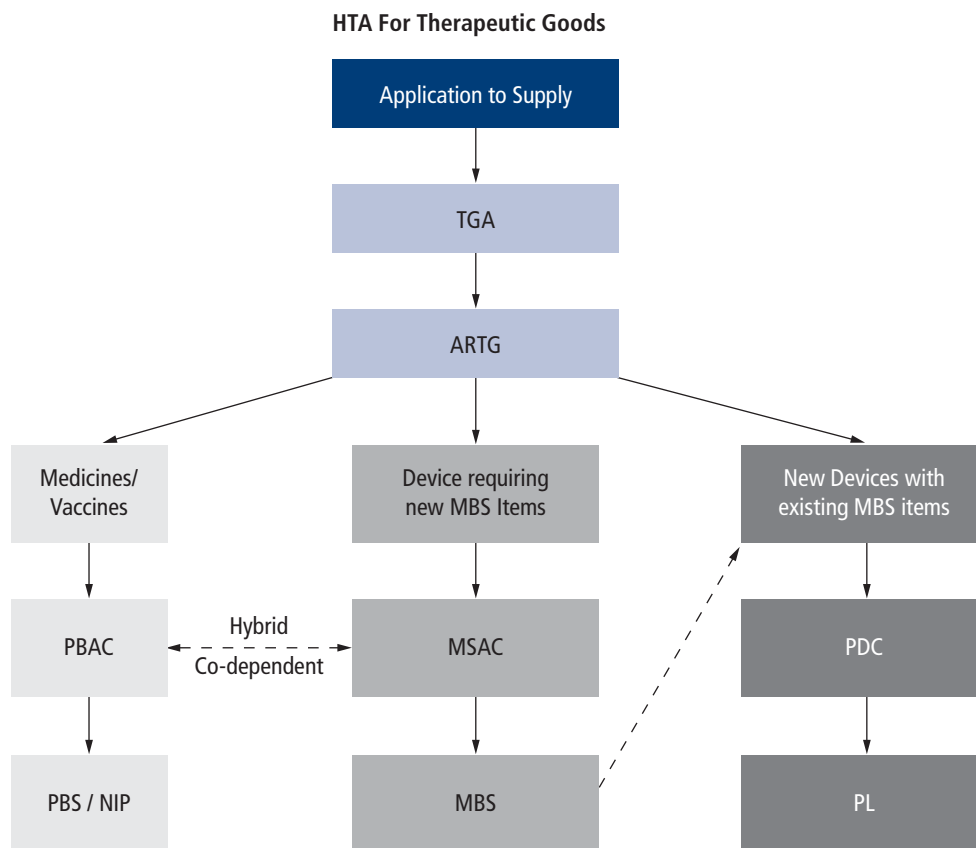 HTA For Therapeutic Goods
Application to Supply
TGA
ARTG
Medicines/
Vaccines
Device requiring
new MBS Items
New Devices with
existing MBS items
PBAC
Hybrid
Co-dependent
MSAC
PDC
PBS / NIP
MBS
PL